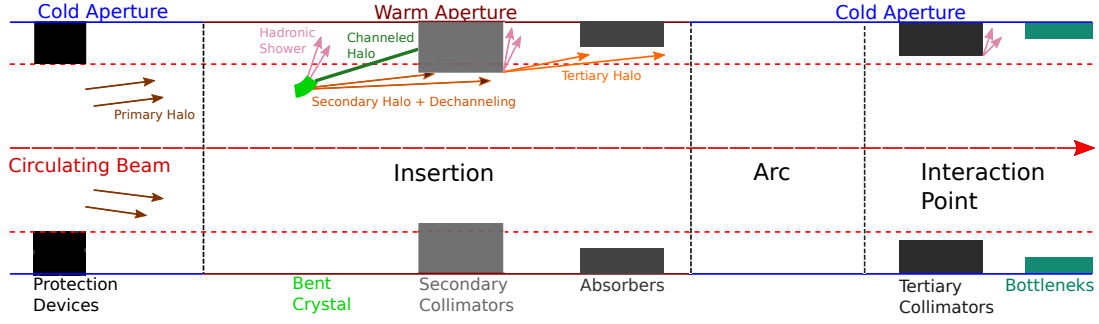 Cold Aperture
Warm Aperture
Cold Aperture
Hadronic
Shower
Channeled
Halo
Primary Halo
Secondary Halo + Dechanneling
Tertiary Halo
Circulating Beam
Insertion
Arc
Interaction
Point
Protection
Devices
Bent
Crystal
Secondary
Collimators
Absorbers
Tertiary
Collimators
Bottleneks